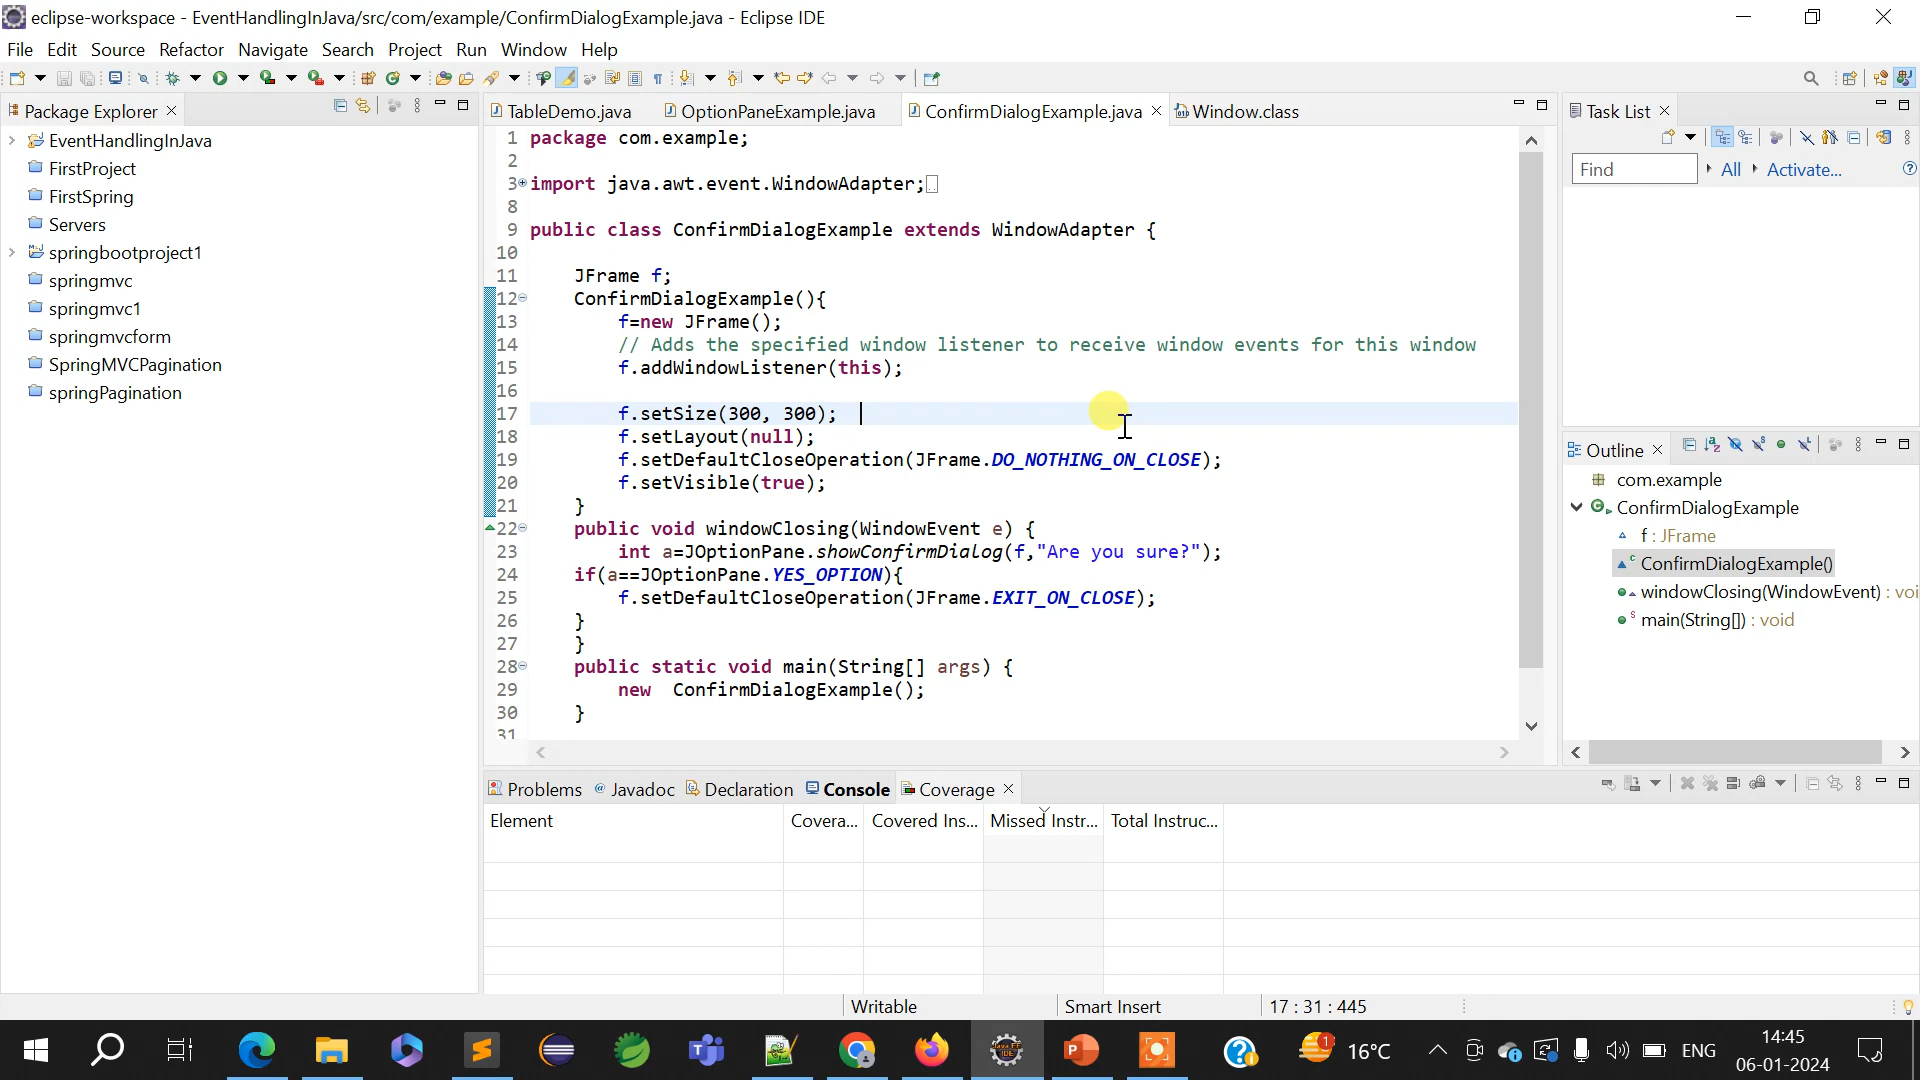 eclipse-workspace - EventHandlingInJava/src/com/example/ConfirmDialogExample.java - Eclipse IDE
File Edit Source Refactor Navigate Search Project Run Window Help
Package Explorer
EventHandlingInJava
FirstProject
FirstSpring
Servers
springbootproject1
springmvc
springmvc1
springmvcform
SpringMVCPagination
springPagination
TableDemo.java OptionPaneExample.java ConfirmDialogExample.java Window.class
1 package com.example;
2
3 import java.awt.event.WindowAdapter;
8
9 public class ConfirmDialogExample extends WindowAdapter {
10
11 JFrame f;
12 ConfirmDialogExample(){
13 f=new JFrame();
14 // Adds the specified window listener to receive window events for this window
15 f.addWindowListener(this);
16
17 f.setSize(300, 300);
18 f.setLayout(null);
19 f.setDefaultCloseOperation(JFrame.DO_NOTHING_ON_CLOSE);
20 f.setVisible(true);
21 }
22 public void windowClosing(WindowEvent e) {
23 int a=JOptionPane.showConfirmDialog(f,"Are you sure?");
24 if(a==JOptionPane.YES_OPTION){
25 f.setDefaultCloseOperation(JFrame.EXIT_ON_CLOSE);
26 }
27 }
28 public static void main(String[] args) {
29 new ConfirmDialogExample();
30 }
31
Task List
Find All Activate...
Outline
com.example
ConfirmDialogExample
f : JFrame
ConfirmDialogExample()
windowClosing(WindowEvent) : voi
main(String[]) : void
Problems Javadoc Declaration Console Coverage
Element Covera... Covered Ins... Missed Instr... Total Instruc...
Writable Smart Insert 17 : 31 : 445
1 16°C ENG 14:45
06-01-2024